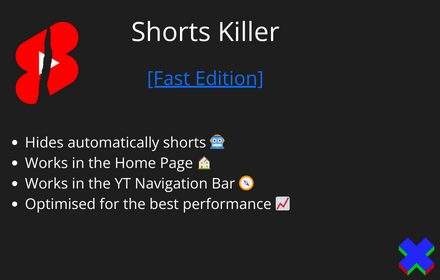 Shorts Killer
[Fast Edition]
• Hides automatically shorts 🤖
• Works in the Home Page 🏠
• Works in the YT Navigation Bar 🧭
• Optimised for the best performance 📈